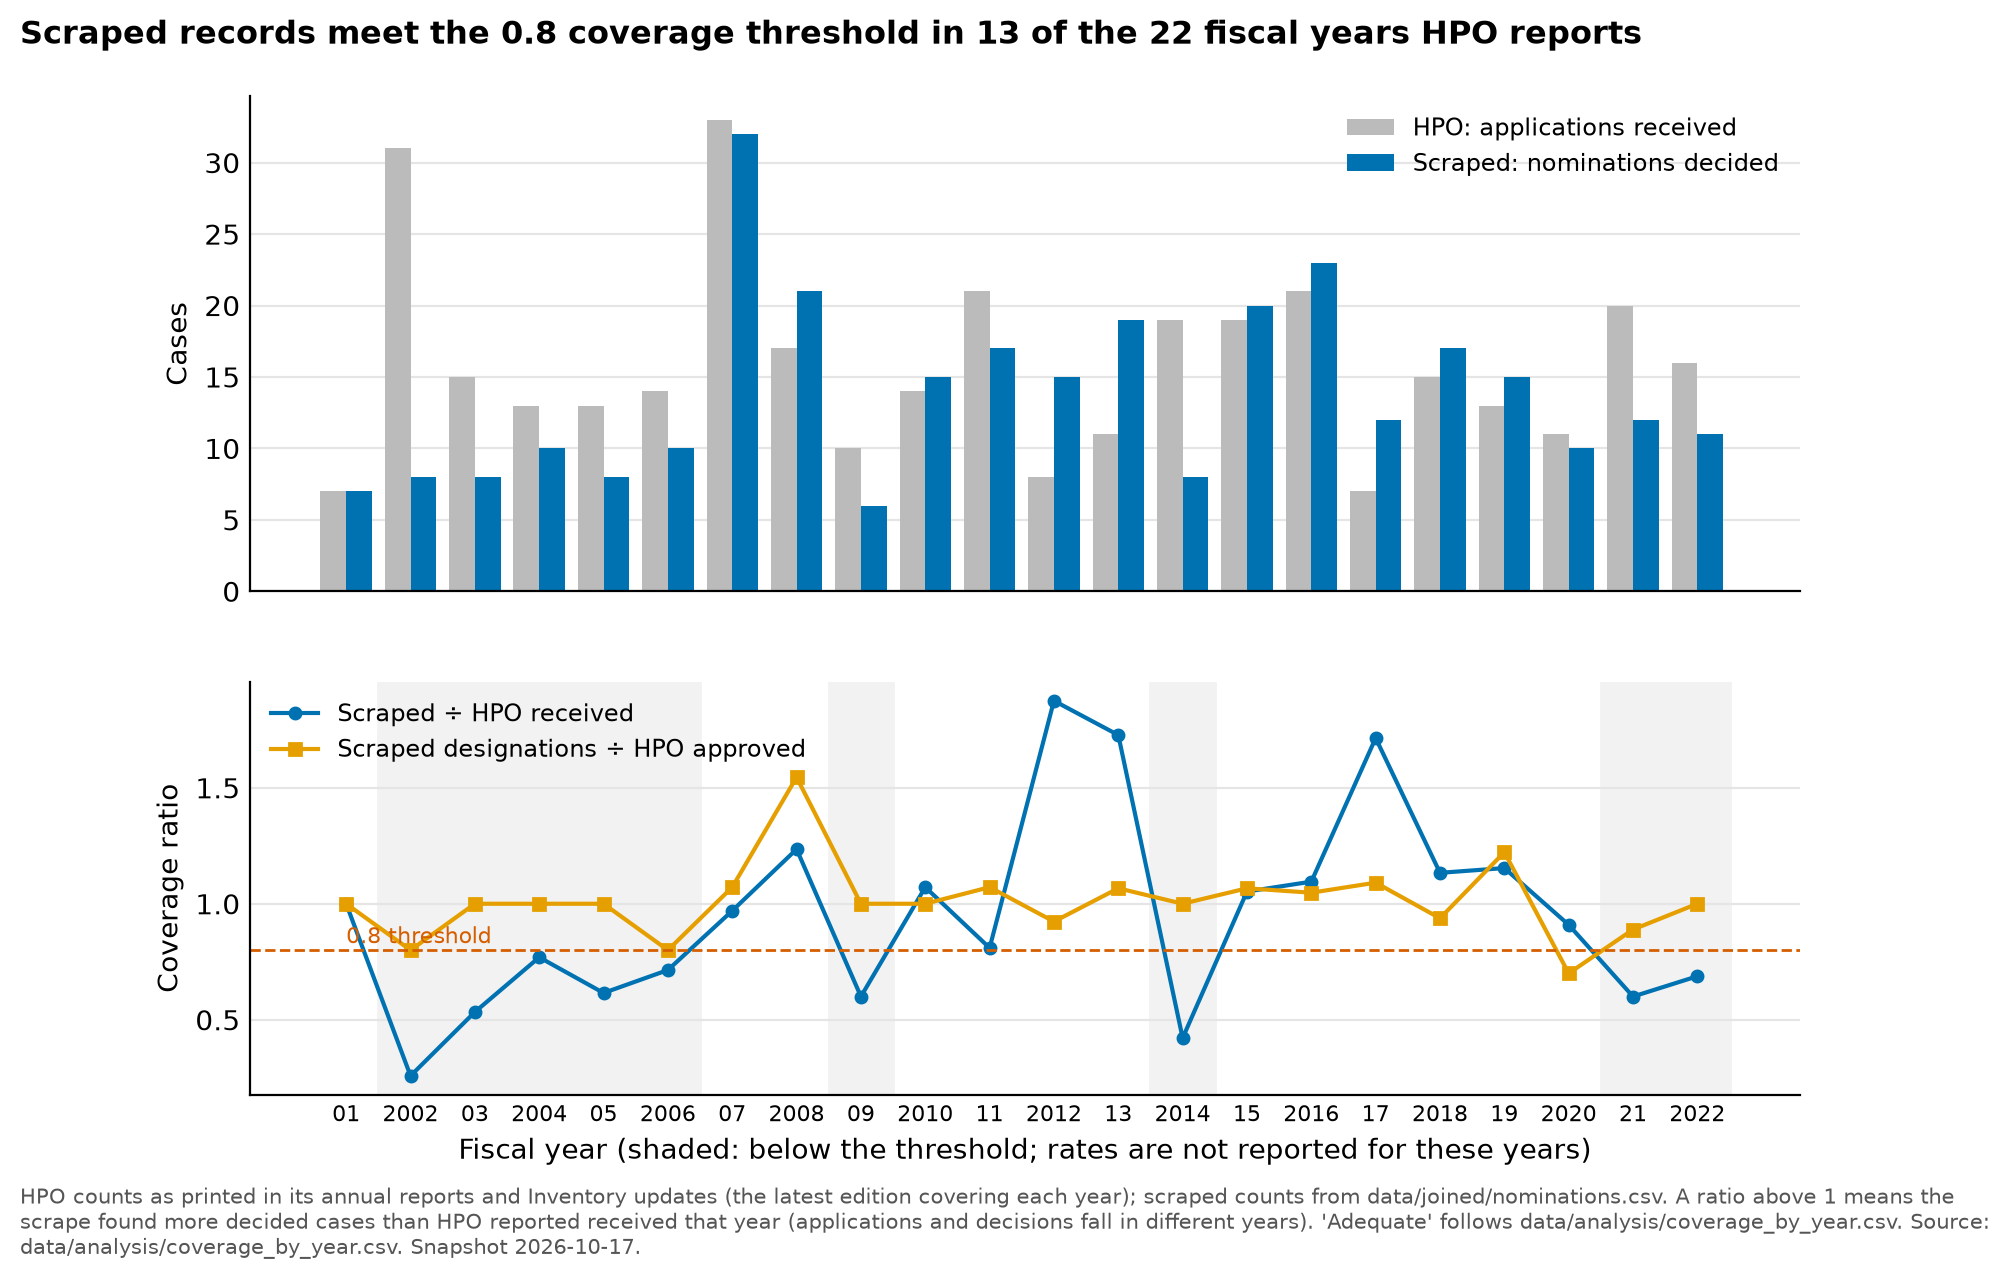 Scraped records meet the 0.8 coverage threshold in 13 of the 22 fiscal years HPO reports
HPO: applications received
Scraped: nominations decided
Cases
30
25
20
15
10
5
0
Scraped ÷ HPO received
Scraped designations ÷ HPO approved
Coverage ratio
1.5
1.0
0.8 threshold
0.5
01 2002 03 2004 05 2006 07 2008 09 2010 11 2012 13 2014 15 2016 17 2018 19 2020 21 2022
Fiscal year (shaded: below the threshold; rates are not reported for these years)
HPO counts as printed in its annual reports and Inventory updates (the latest edition covering each year); scraped counts from data/joined/nominations.csv. A ratio above 1 means the
scrape found more decided cases than HPO reported received that year (applications and decisions fall in different years). 'Adequate' follows data/analysis/coverage_by_year.csv. Source:
data/analysis/coverage_by_year.csv. Snapshot 2026-10-17.